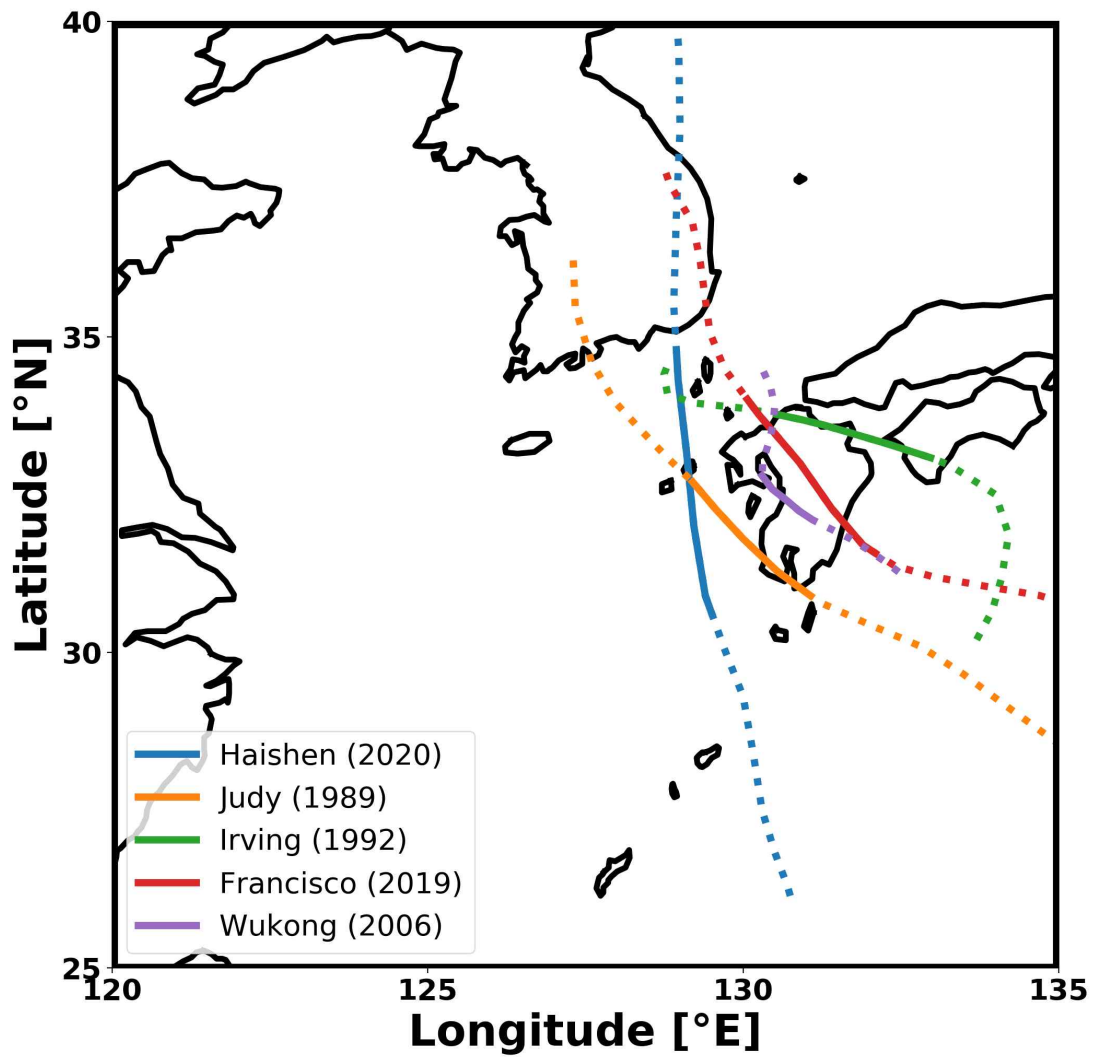 40
35
30
25
Latitude [°N]
Haishen (2020)
Judy (1989)
Irving (1992)
Francisco (2019)
Wukong (2006)
120
125
130
135
Longitude [°E]